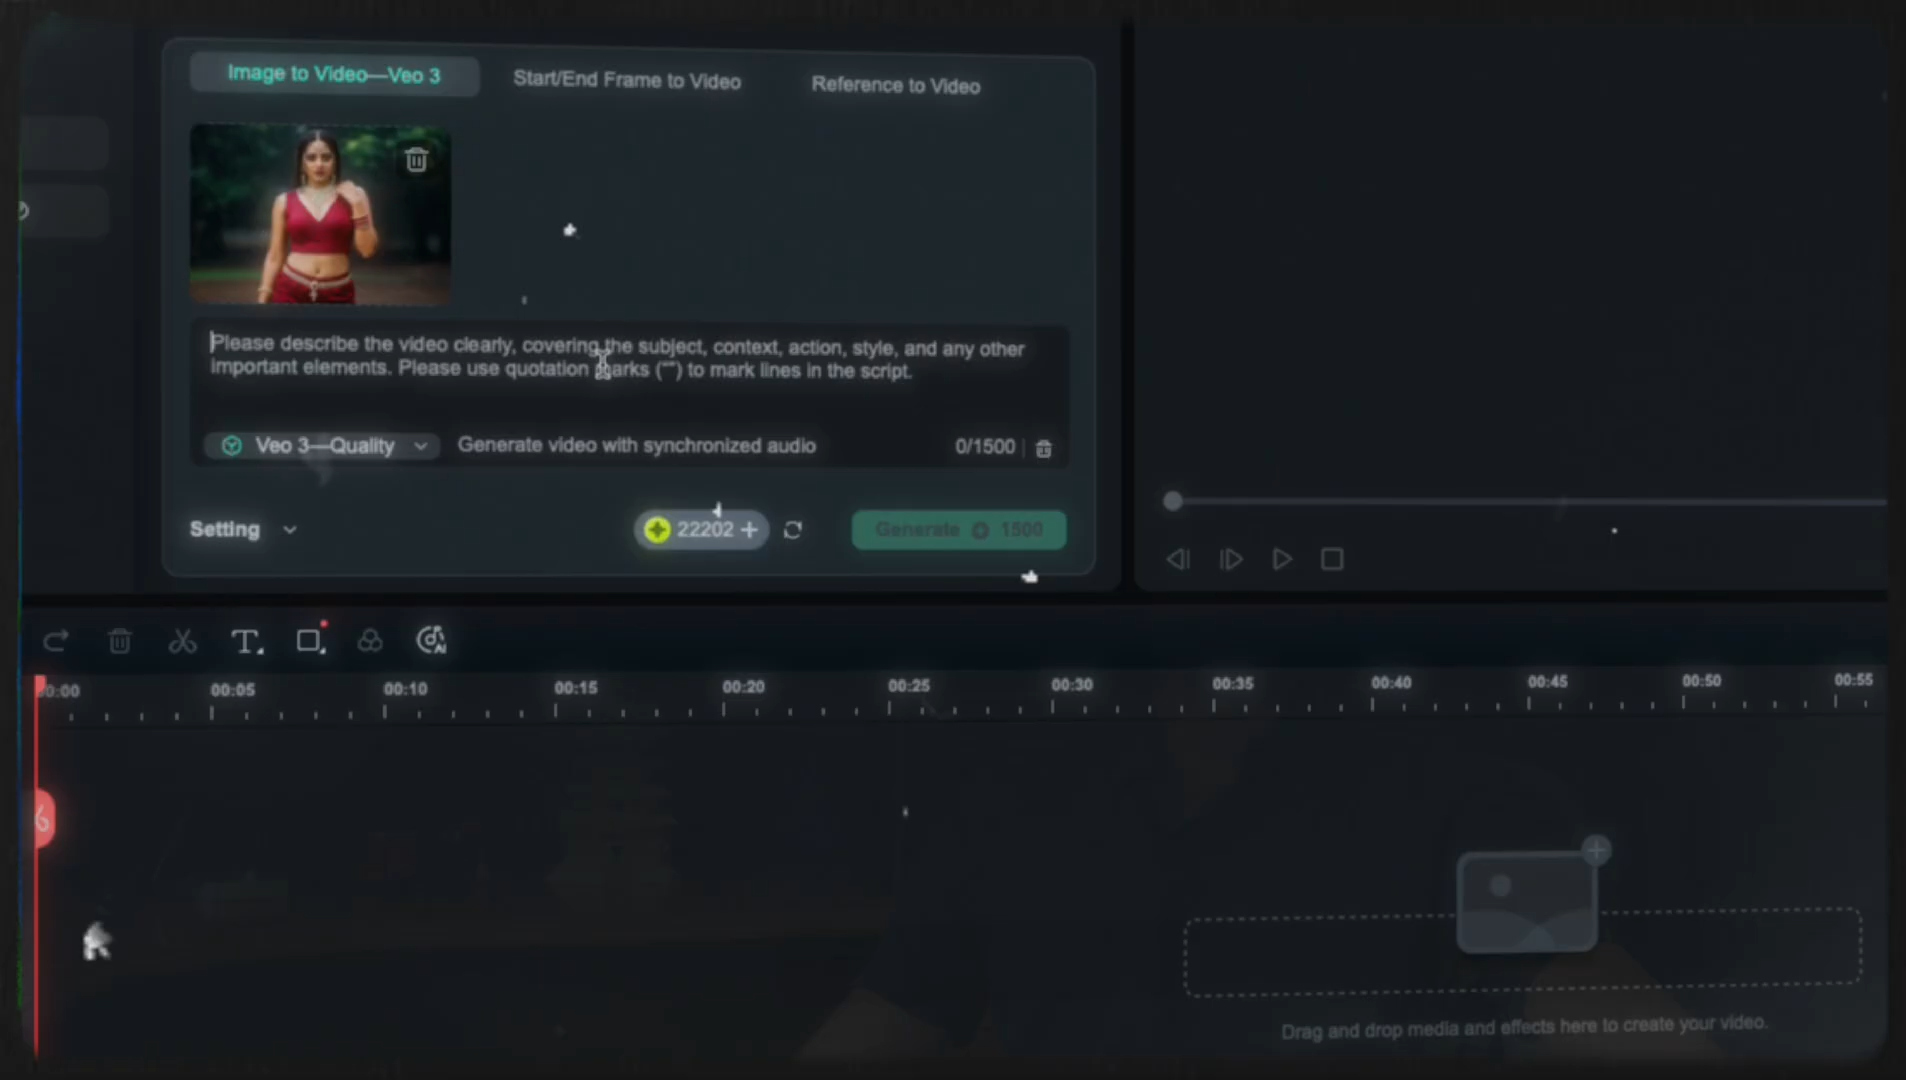 Image to Video—Veo 3
Start/End Frame to Video
Reference to Video
Please describe the video clearly, covering the subject, context, action, style, and any other
important elements. Please use quotation marks ("") to mark lines in the script.
Veo 3—Quality
Generate video with synchronized audio
0/1500
Setting
22202
Generate 1500
T
AI
00:00 00:05 00:10 00:15 00:20 00:25 00:30 00:35 00:40 00:45 00:50 00:55
Drag and drop media and effects here to create your video.